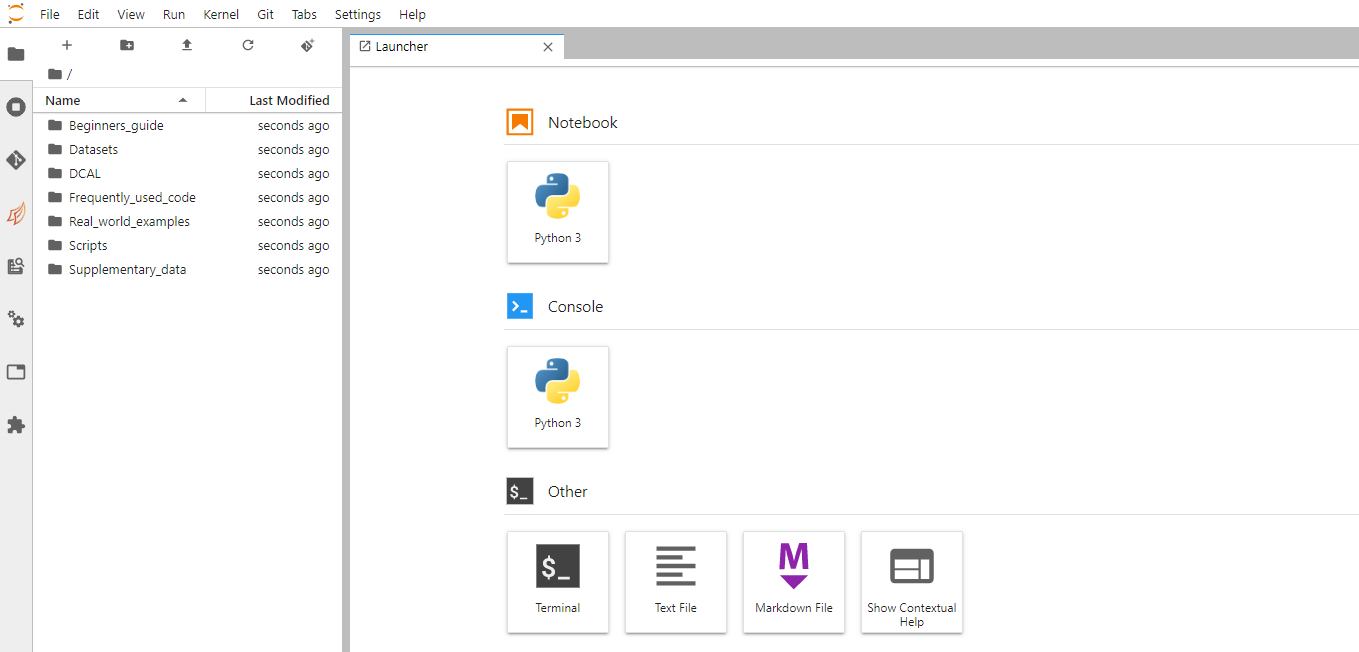 File Edit View Run Kernel Git Tabs Settings Help
Launcher
/
Name Last Modified
Beginners_guide seconds ago
Datasets seconds ago
DCAL seconds ago
Frequently_used_code seconds ago
Real_world_examples seconds ago
Scripts seconds ago
Supplementary_data seconds ago
Notebook
Python 3
Console
Python 3
$_ Other
$_ M
Terminal Text File Markdown File Show Contextual
Help